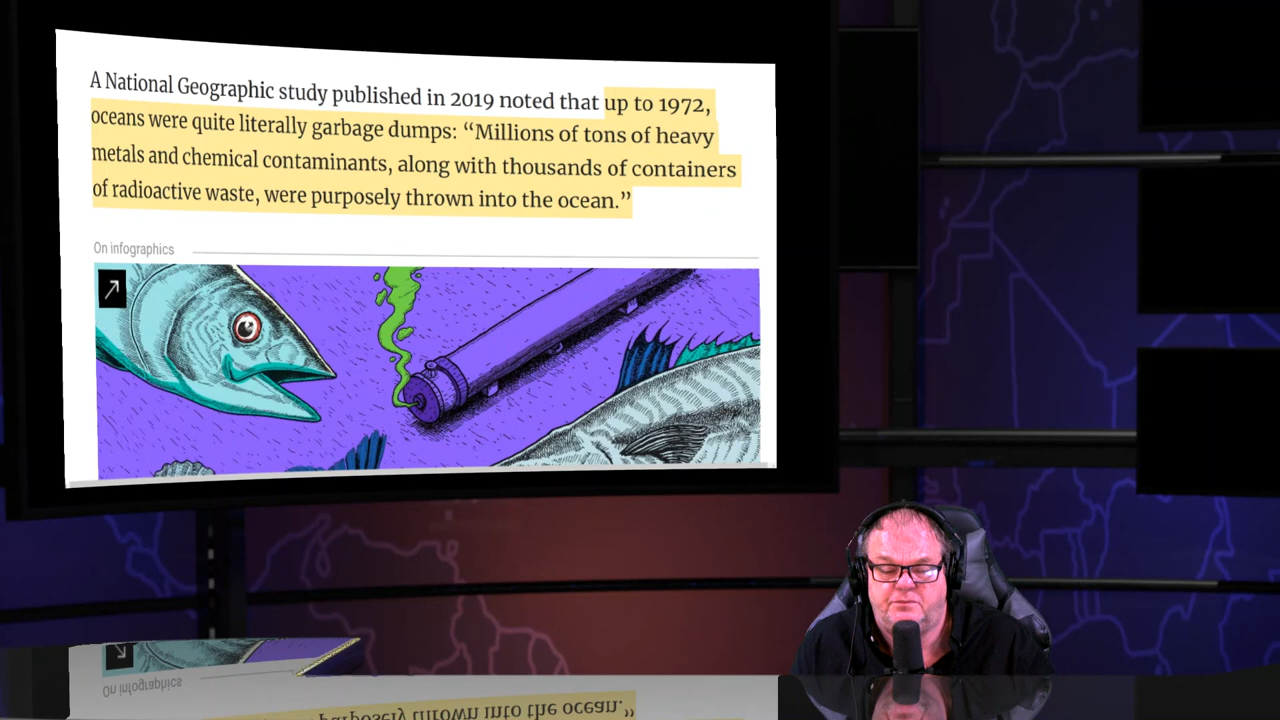 A National Geographic study published in 2019 noted that up to 1972,
oceans were quite literally garbage dumps: “Millions of tons of heavy
metals and chemical contaminants, along with thousands of containers
of radioactive waste, were purposely thrown into the ocean.”
On infographics
On infographics
purposely thrown into the ocean.”